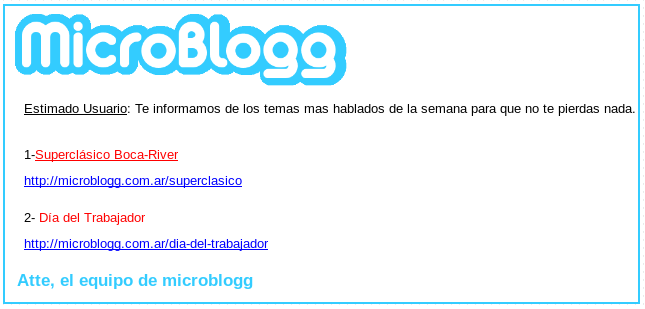 MicroBlogg
Estimado Usuario: Te informamos de los temas mas hablados de la semana para que no te pierdas nada.
1-Superclásico Boca-River
http://microblogg.com.ar/superclasico
2- Día del Trabajador
http://microblogg.com.ar/dia-del-trabajador
Atte, el equipo de microblogg